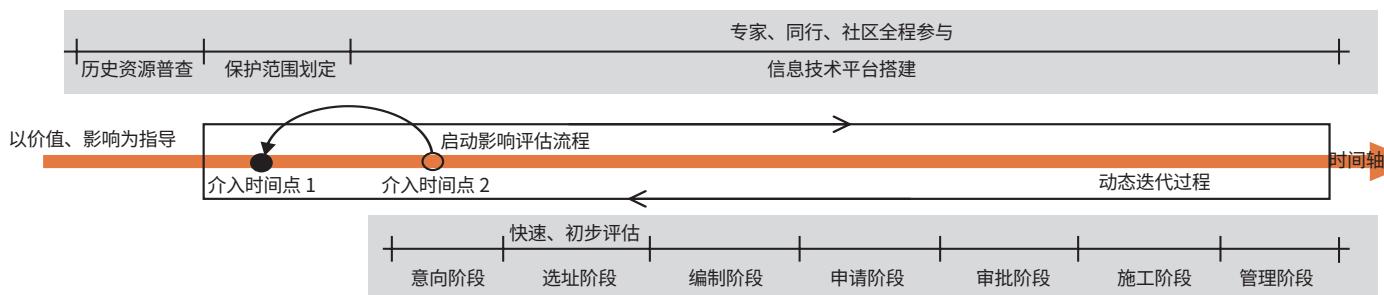 专家、同行、社区全程参与
历史资源普查
保护范围划定
信息技术平台搭建
以价值、影响为指导
启动影响评估流程
时间轴
介入时间点 1
介入时间点 2
动态迭代过程
快速、初步评估
意向阶段
选址阶段
编制阶段
申请阶段
审批阶段
施工阶段
管理阶段